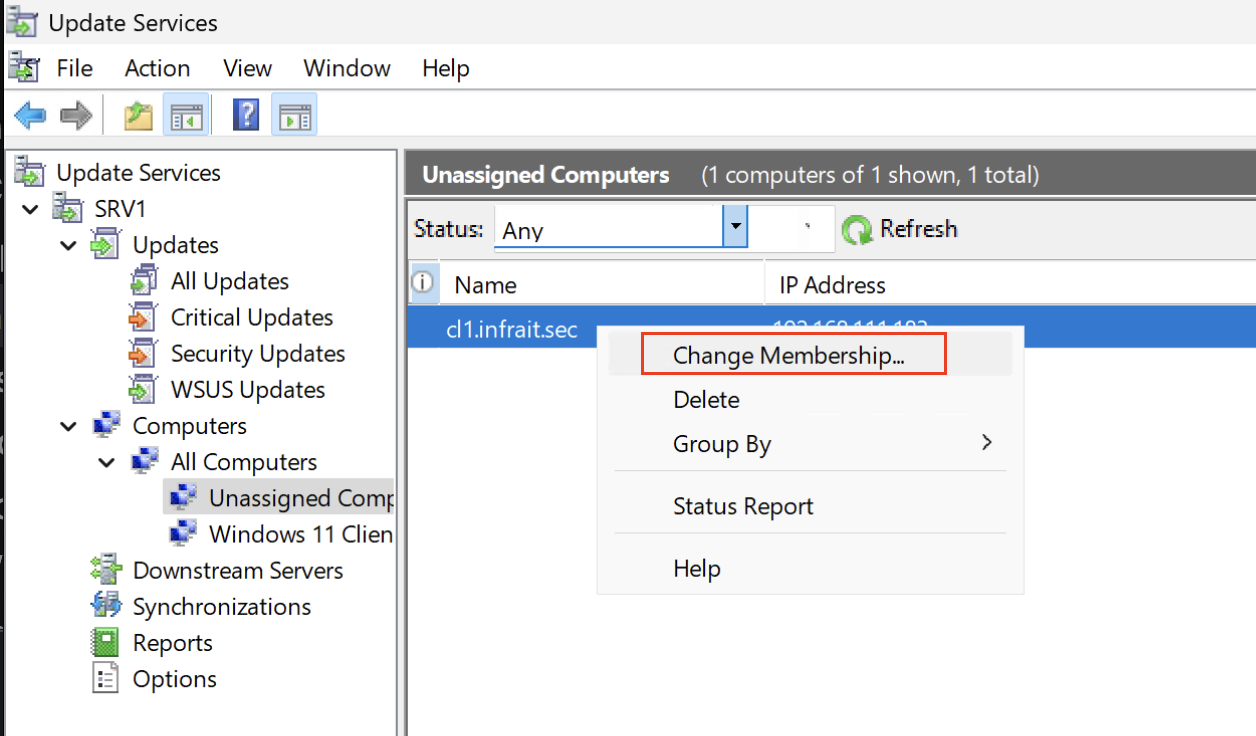 Update Services
File Action View Window Help
Update Services
SRV1
Updates
All Updates
Critical Updates
Security Updates
WSUS Updates
Computers
All Computers
Unassigned Comp
Windows 11 Clien
Downstream Servers
Synchronizations
Reports
Options
Unassigned Computers (1 computers of 1 shown, 1 total)
Status: Any Refresh
Name IP Address
cl1.infrait.sec
Change Membership...
Delete
Group By
Status Report
Help